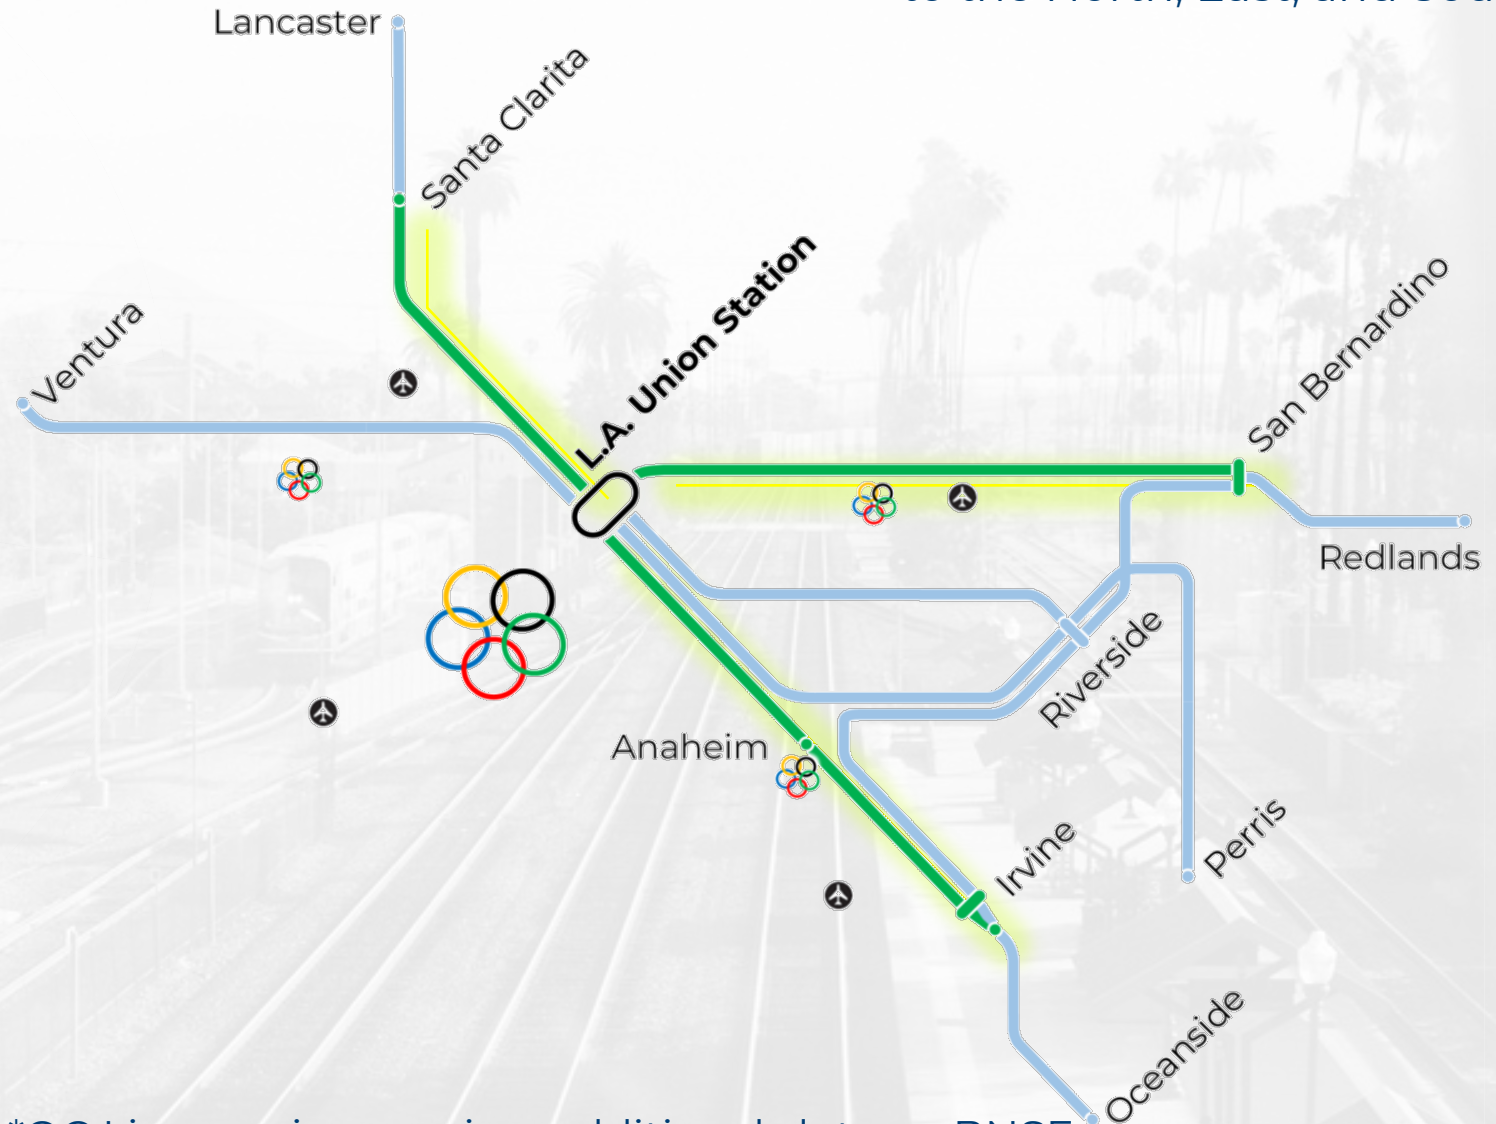 Lancaster
Santa Clarita
Ventura
L.A. Union Station
San Bernardino
Redlands
Riverside
Anaheim
Irvine
Perris
Oceanside